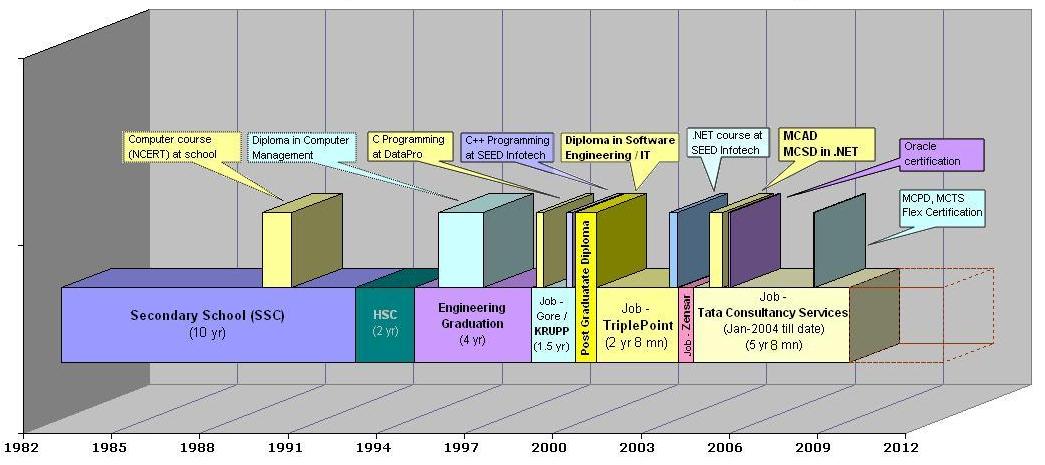 Computer course
(NCERT) at school
Diploma in Computer
Management
C Programming
at DataPro
C++ Programming
at SEED Infotech
Diploma in Software
Engineering / IT
.NET course at
SEED Infotech
MCAD
MCSD in .NET
Oracle
certification
MCPD, MCTS
Flex Certification
Secondary School (SSC)
(10 yr)
HSC
(2 yr)
Engineering
Graduation
(4 yr)
Job -
Gore /
KRUPP
(1.5 yr)
Post Graduatate Diploma
Job -
TriplePoint
(2 yr 8 mn)
Job - Zensar
Job -
Tata Consultancy Services
(Jan-2004 till date)
(5 yr 8 mn)
1982 1985 1988 1991 1994 1997 2000 2003 2006 2009 2012